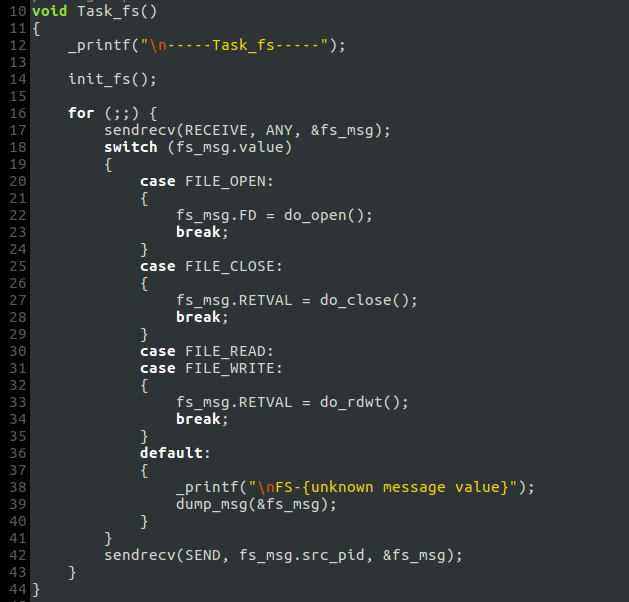 10 void Task_fs()
11 {
12     _printf("\n-----Task_fs-----");
13
14     init_fs();
15
16     for (;;) {
17         sendrecv(RECEIVE, ANY, &fs_msg);
18         switch (fs_msg.value)
19         {
20             case FILE_OPEN:
21             {
22                 fs_msg.FD = do_open();
23                 break;
24             }
25             case FILE_CLOSE:
26             {
27                 fs_msg.RETVAL = do_close();
28                 break;
29             }
30             case FILE_READ:
31             case FILE_WRITE:
32             {
33                 fs_msg.RETVAL = do_rdwt();
34                 break;
35             }
36             default:
37             {
38                 _printf("\nFS-{unknown message value}");
39                 dump_msg(&fs_msg);
40             }
41         }
42         sendrecv(SEND, fs_msg.src_pid, &fs_msg);
43     }
44 }